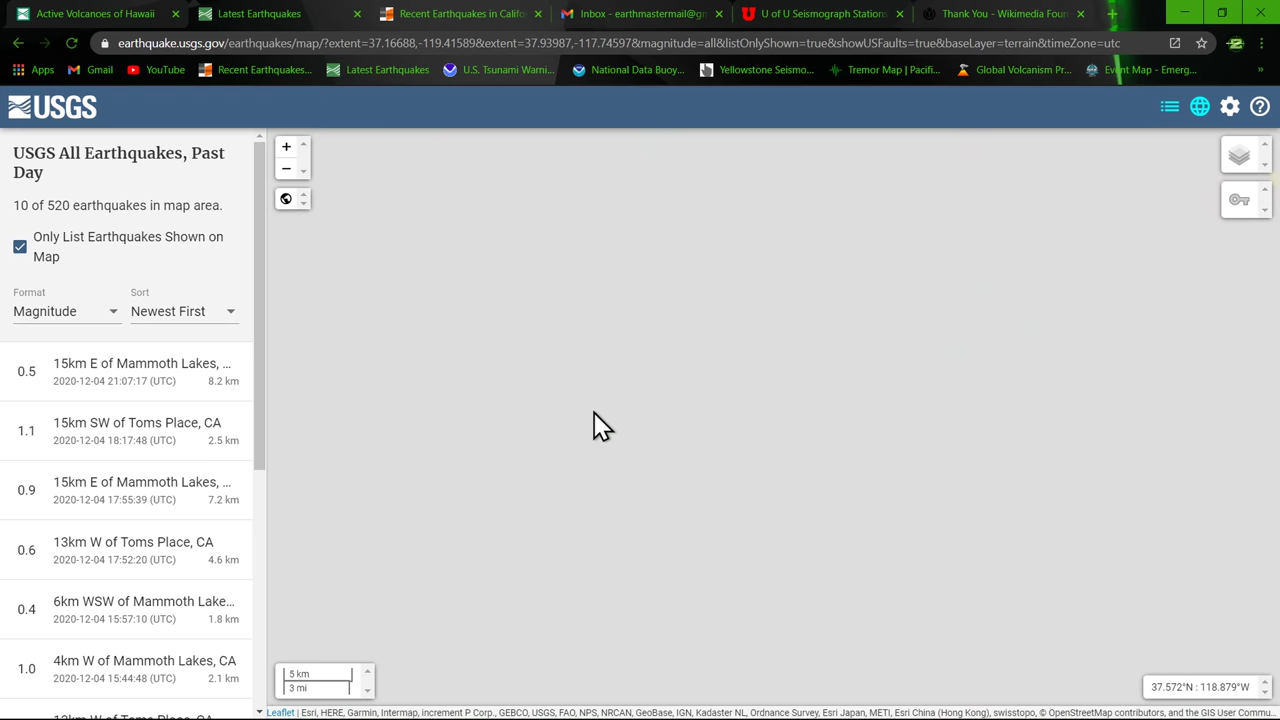 Active Volcanoes of Hawaii
Latest Earthquakes
Recent Earthquakes in Califo
Inbox - earthmastermail@g
U of U Seismograph Stations
Thank You - Wikimedia Foun
earthquake.usgs.gov/earthquakes/map/?extent=37.16688,-119.41589&extent=37.93987,-117.74597&magnitude=all&listOnlyShown=true&showUSFaults=true&baseLayer=terrain&timeZone=utc
Apps
Gmail
YouTube
Recent Earthquakes...
Latest Earthquakes
U.S. Tsunami Warni...
National Data Buoy...
Yellowstone Seismo...
Tremor Map | Pacifi...
Global Volcanism Pr...
Event Map - Emerg...
»
USGS
USGS All Earthquakes, Past
Day
10 of 520 earthquakes in map area.
Only List Earthquakes Shown on
Map
Format
Sort
Magnitude
Newest First
0.5
15km E of Mammoth Lakes, ...
2020-12-04 21:07:17 (UTC)
8.2 km
1.1
15km SW of Toms Place, CA
2020-12-04 18:17:48 (UTC)
2.5 km
0.9
15km E of Mammoth Lakes, ...
2020-12-04 17:55:39 (UTC)
7.2 km
0.6
13km W of Toms Place, CA
2020-12-04 17:52:20 (UTC)
4.6 km
0.4
6km WSW of Mammoth Lake...
2020-12-04 15:57:10 (UTC)
1.8 km
1.0
4km W of Mammoth Lakes, CA
2020-12-04 15:44:48 (UTC)
2.1 km
+
−
5 km
3 mi
37.572°N : 118.879°W
Leaflet | Esri, HERE, Garmin, Intermap, increment P Corp., GEBCO, USGS, FAO, NPS, NRCAN, GeoBase, IGN, Kadaster NL, Ordnance Survey, Esri Japan, METI, Esri China (Hong Kong), swisstopo, © OpenStreetMap contributors, and the GIS User Commu...